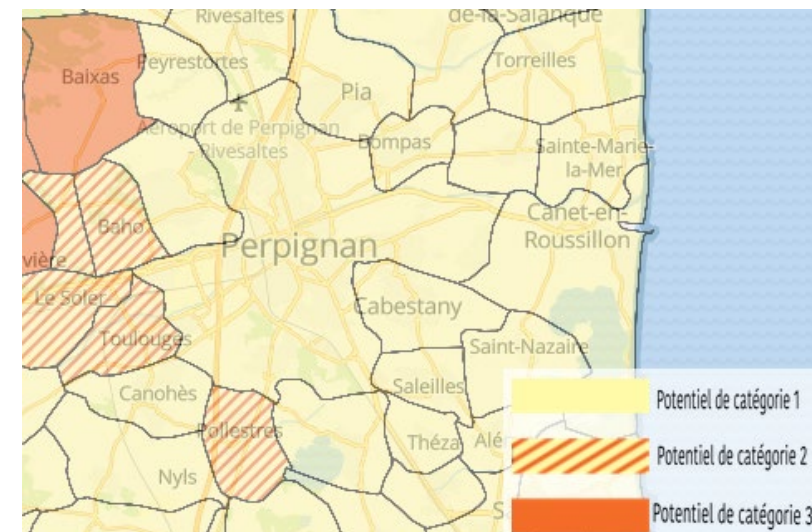 Rivesaltes
de-la-Salanque
Baixas
Peyrestortes
Torreilles
Pia
Aéroport de Perpignan
- Rivesaltes
Bompas
Sainte-Marie-
la-Mer
Baho
Canet-en-
Roussillon
Perpignan
vière
Le Soler
Cabestany
Toulouges
Saint-Nazaire
Canohès
Saleilles
Potentiel de catégorie 1
Pollestres
Théza
Alé
Potentiel de catégorie 2
Nyls
S
Potentiel de catégorie 3